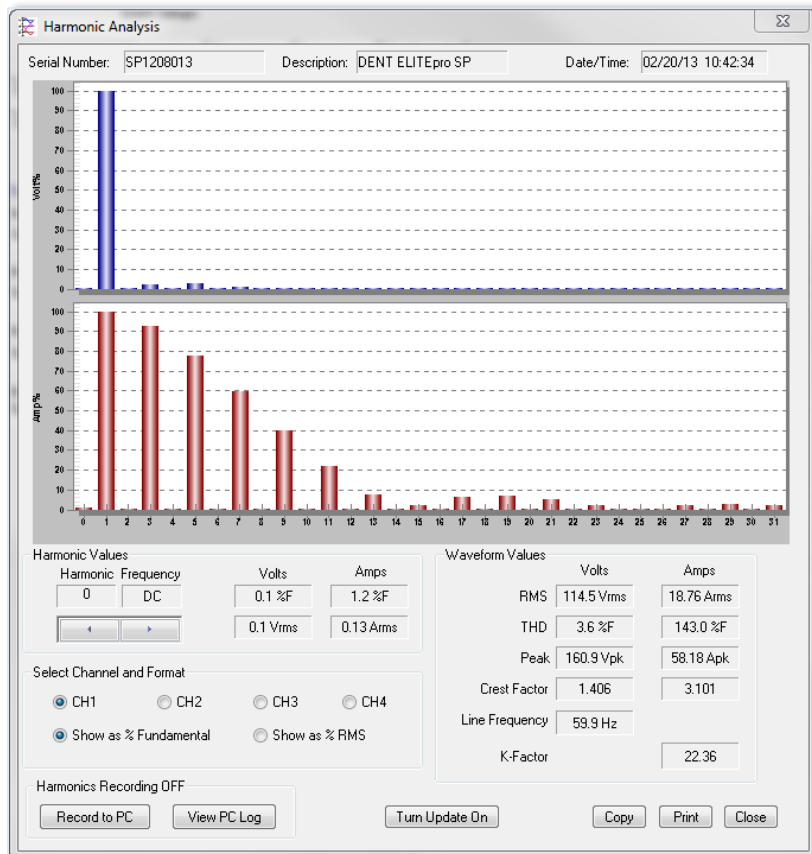 Harmonic Analysis
Serial Number: SP1208013 Description: DENT ELITEpro SP Date/Time: 02/20/13 10:42:34
100
90
80
70
60
50
40
30
20
10
0
Volt%
100
90
80
70
60
50
40
30
20
10
0
Amp%
0 1 2 3 4 5 6 7 8 9 10 11 12 13 14 15 16 17 18 19 20 21 22 23 24 25 26 27 28 29 30 31
Harmonic Values
Harmonic Frequency Volts Amps
0 DC 0.1 %F 1.2 %F
0.1 Vrms 0.13 Arms
Select Channel and Format
CH1 CH2 CH3 CH4
Show as % Fundamental Show as % RMS
Waveform Values
Volts Amps
RMS 114.5 Vrms 18.76 Arms
THD 3.6 %F 143.0 %F
Peak 160.9 Vpk 58.18 Apk
Crest Factor 1.406 3.101
Line Frequency 59.9 Hz
K-Factor 22.36
Harmonics Recording OFF
Record to PC View PC Log Turn Update On Copy Print Close